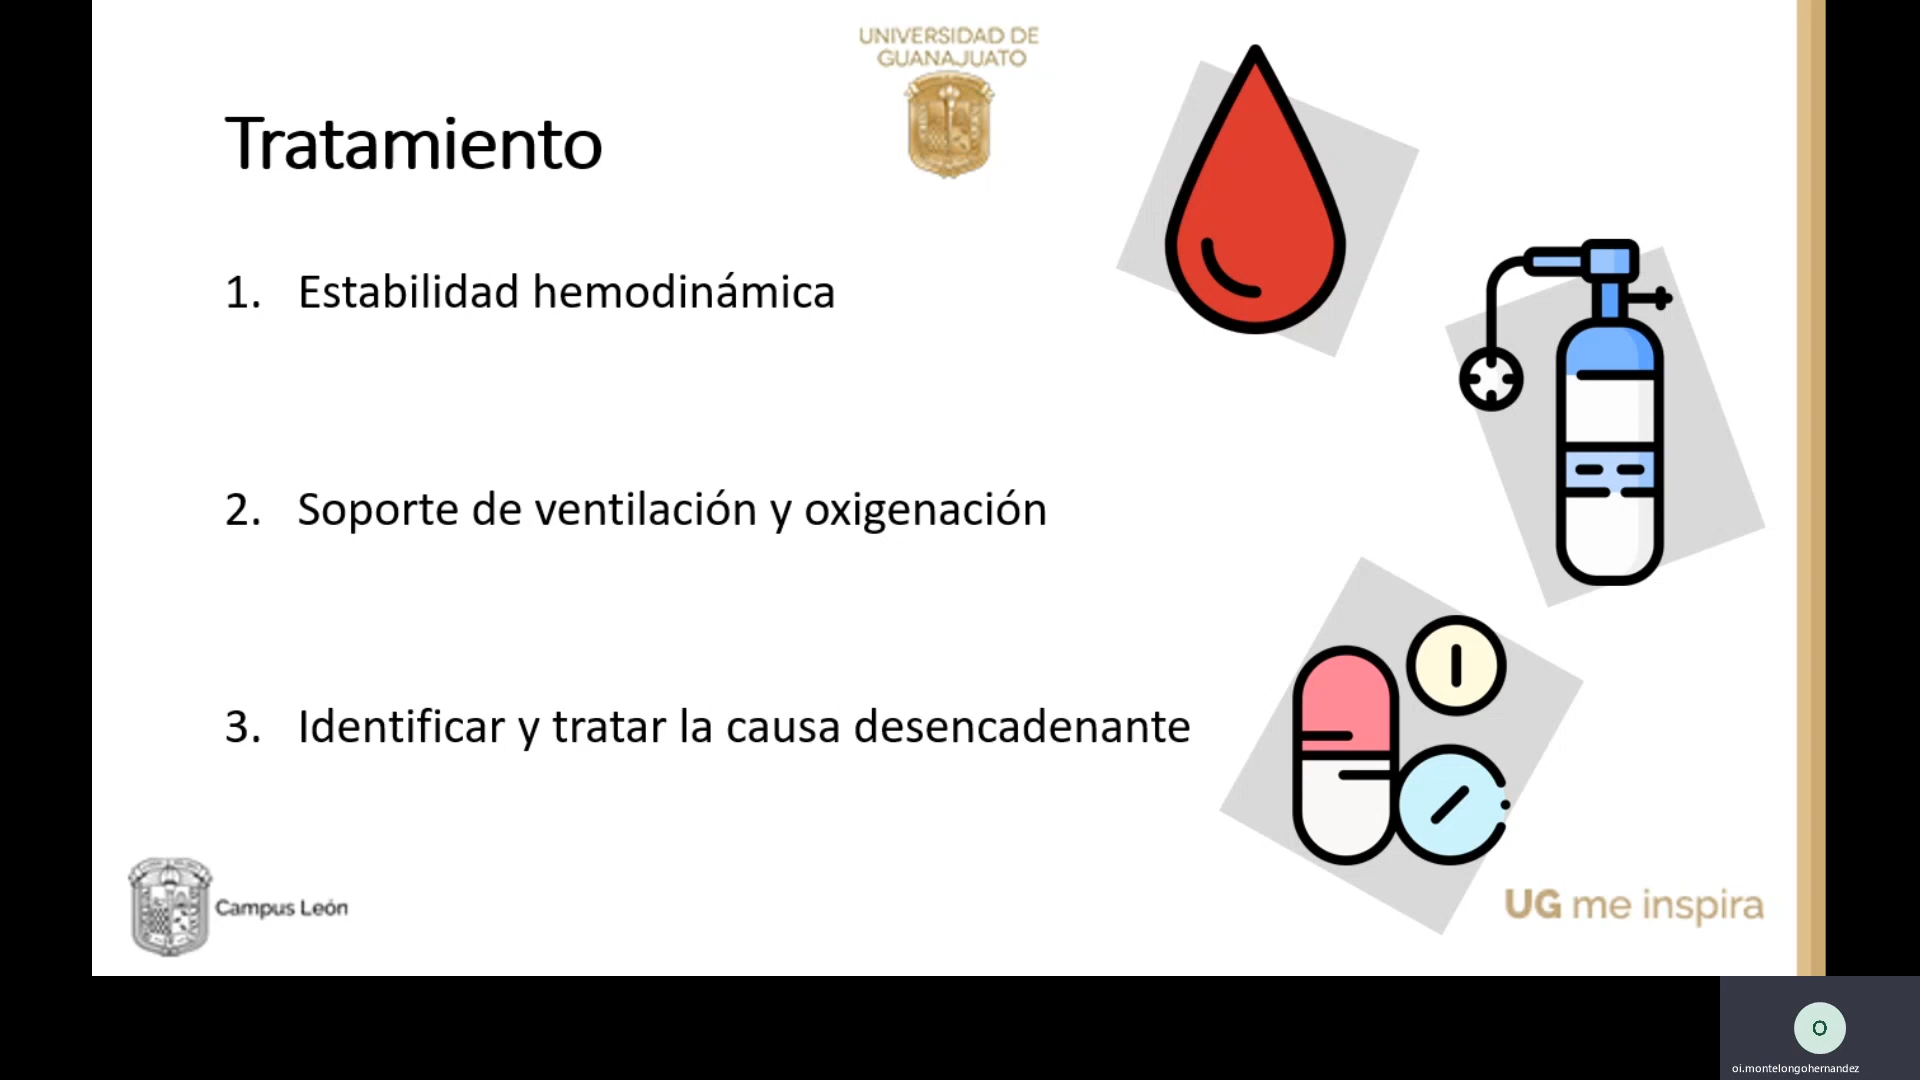 UNIVERSIDAD DE
GUANAJUATO
Tratamiento
1. Estabilidad hemodinámica
2. Soporte de ventilación y oxigenación
3. Identificar y tratar la causa desencadenante
Campus León
UG me inspira
O
oi.montelongohernandez